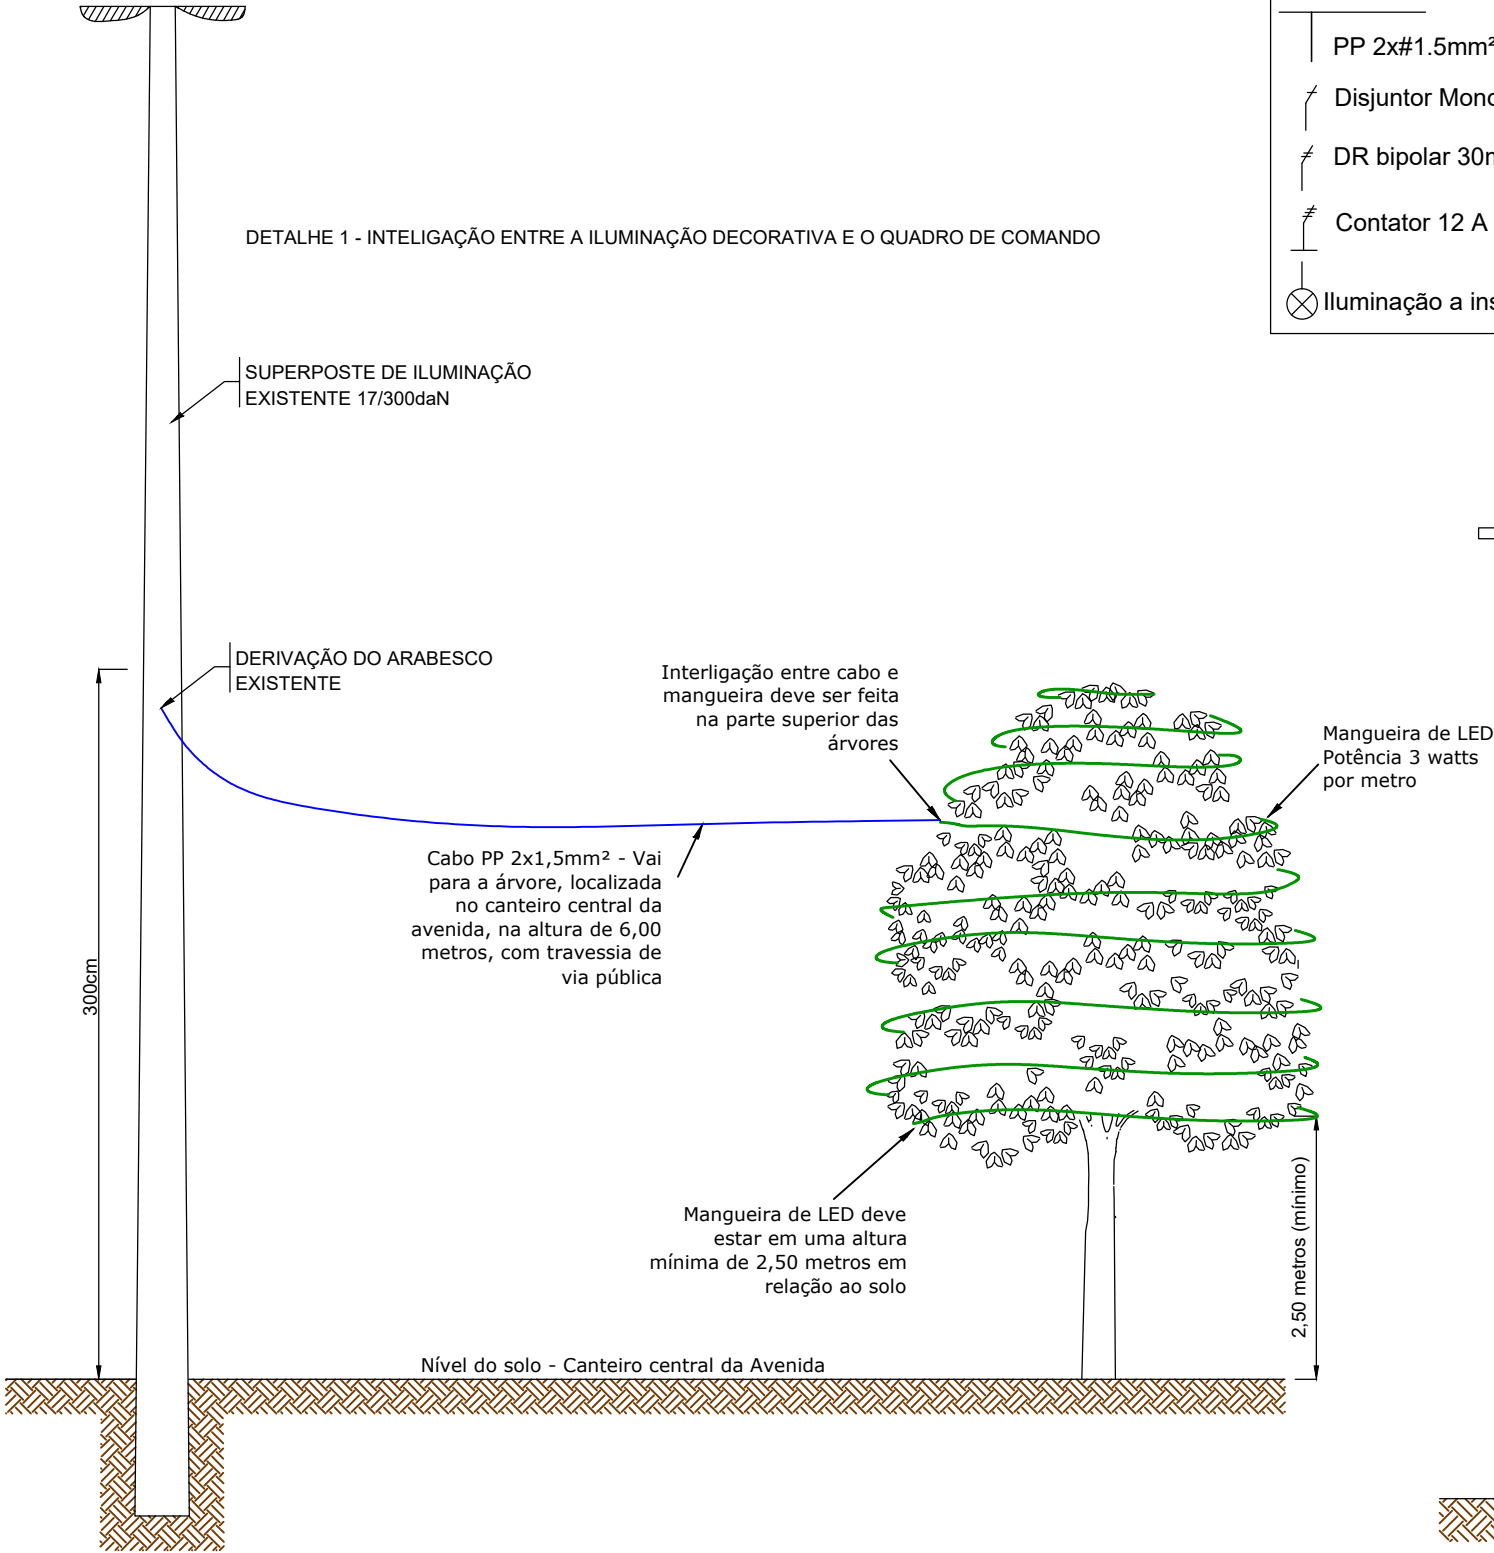 PP 2x#1.5mm²
Disjuntor Mono
DR bipolar 30m
Contator 12 A
Iluminação a ins
DETALHE 1 - INTELIGAÇÃO ENTRE A ILUMINAÇÃO DECORATIVA E O QUADRO DE COMANDO
SUPERPOSTE DE ILUMINAÇÃO
EXISTENTE 17/300daN
DERIVAÇÃO DO ARABESCO
EXISTENTE
Interligação entre cabo e
mangueira deve ser feita
na parte superior das
árvores
Mangueira de LED
Potência 3 watts
por metro
Cabo PP 2x1,5mm² - Vai
para a árvore, localizada
no canteiro central da
avenida, na altura de 6,00
metros, com travessia de
via pública
300cm
Mangueira de LED deve
estar em uma altura
mínima de 2,50 metros em
relação ao solo
2,50 metros (mínimo)
Nível do solo - Canteiro central da Avenida